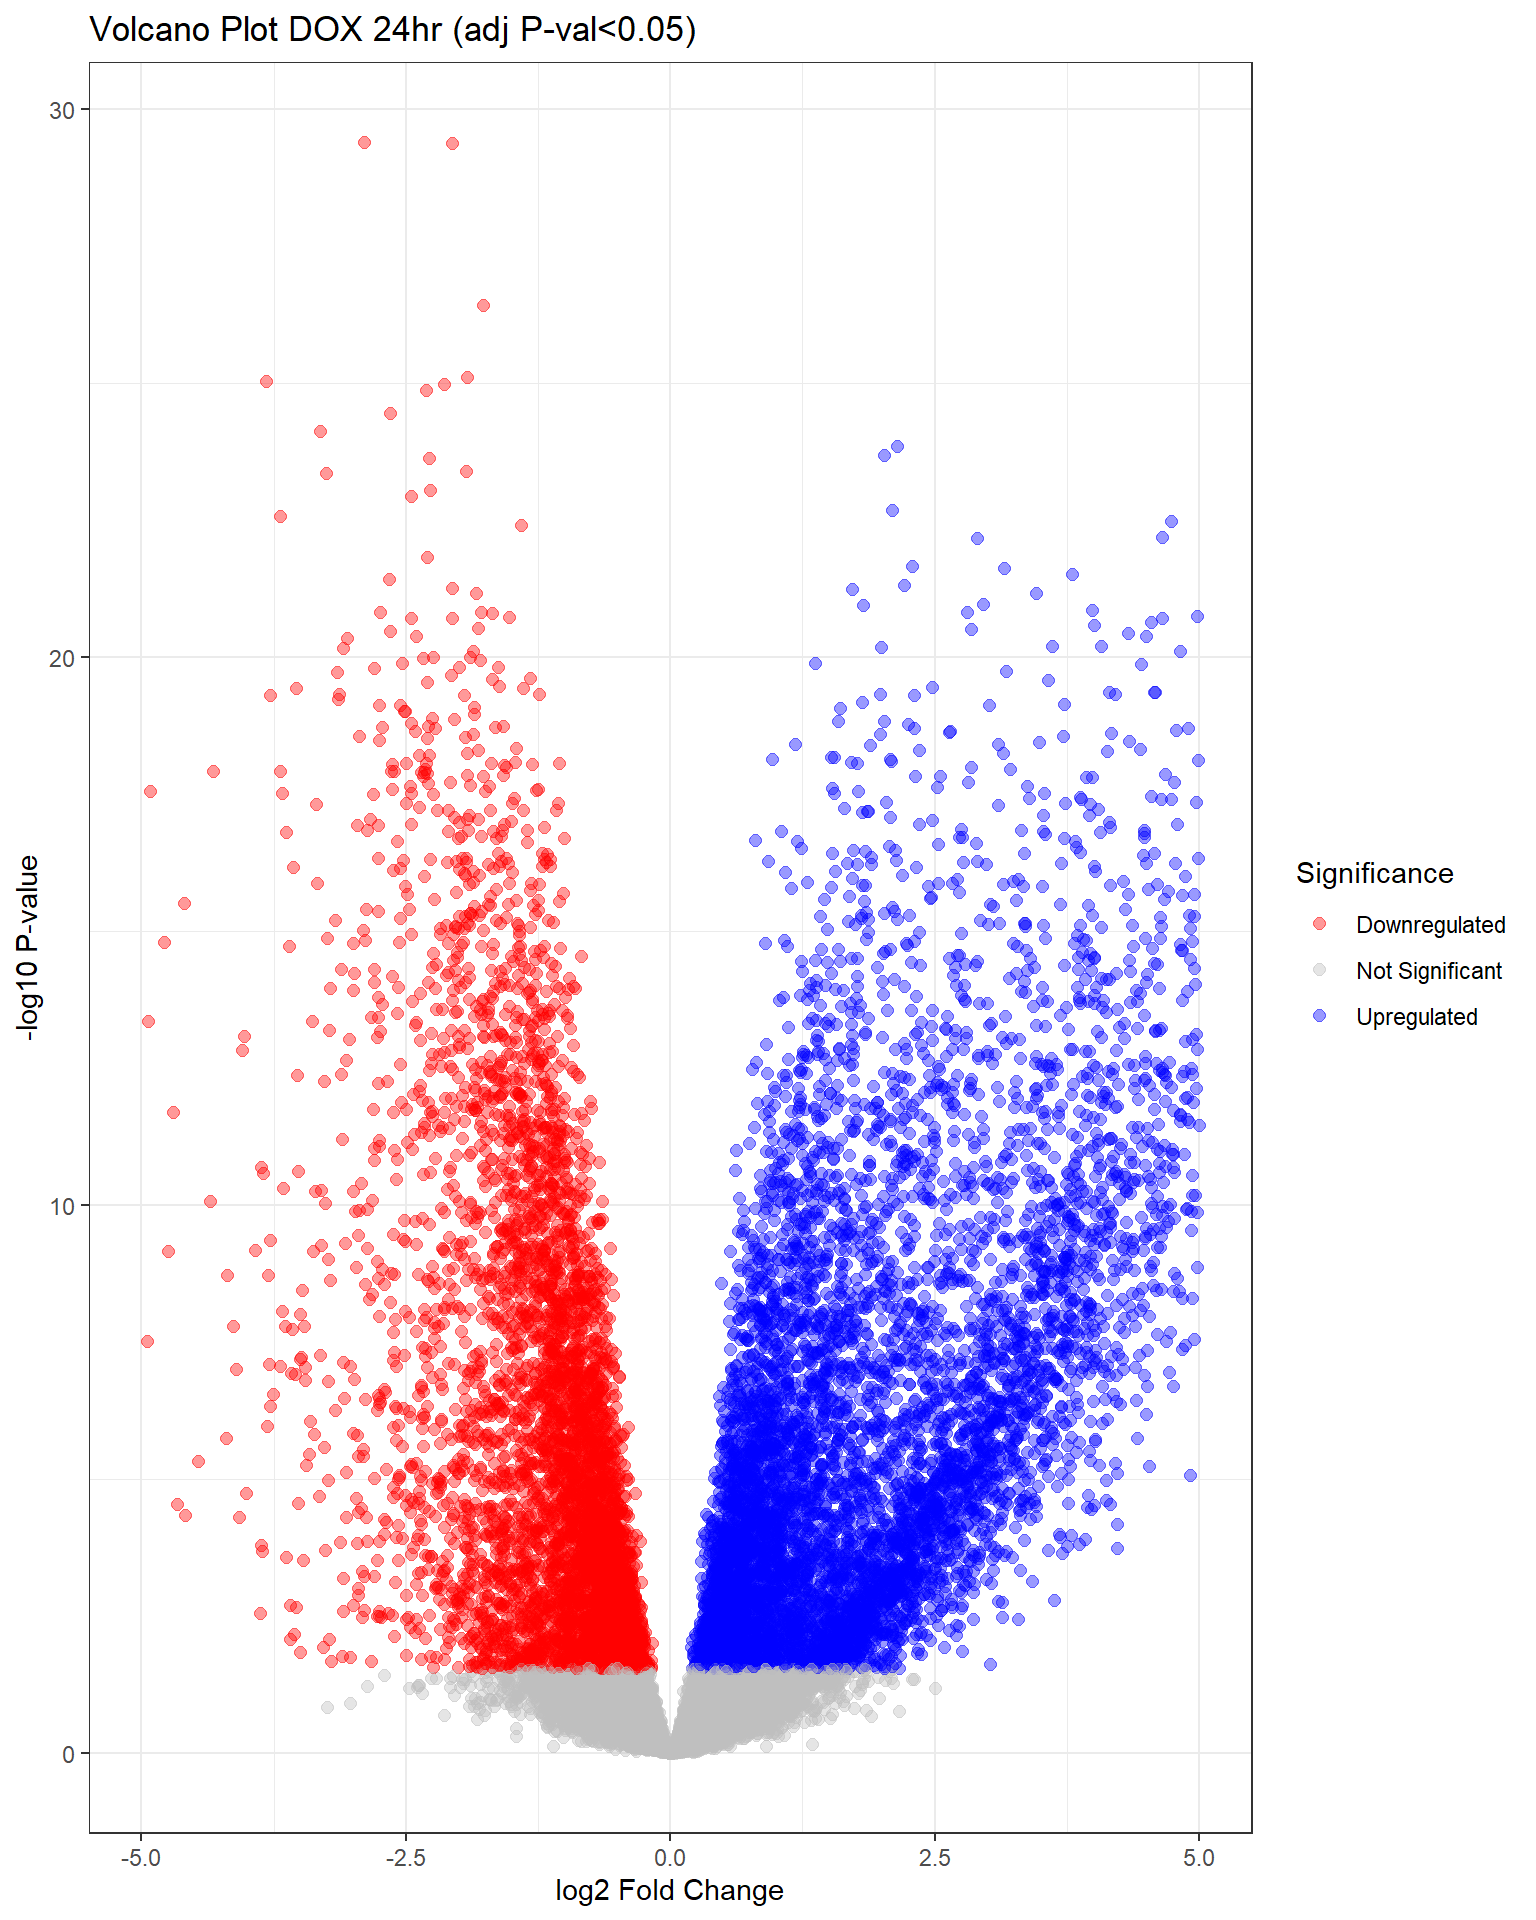 Volcano Plot DOX 24hr (adj P-val<0.05)
30
20
10
0
-log10 P-value
-5.0
-2.5
0.0
2.5
5.0
log2 Fold Change
Significance
Downregulated
Not Significant
Upregulated